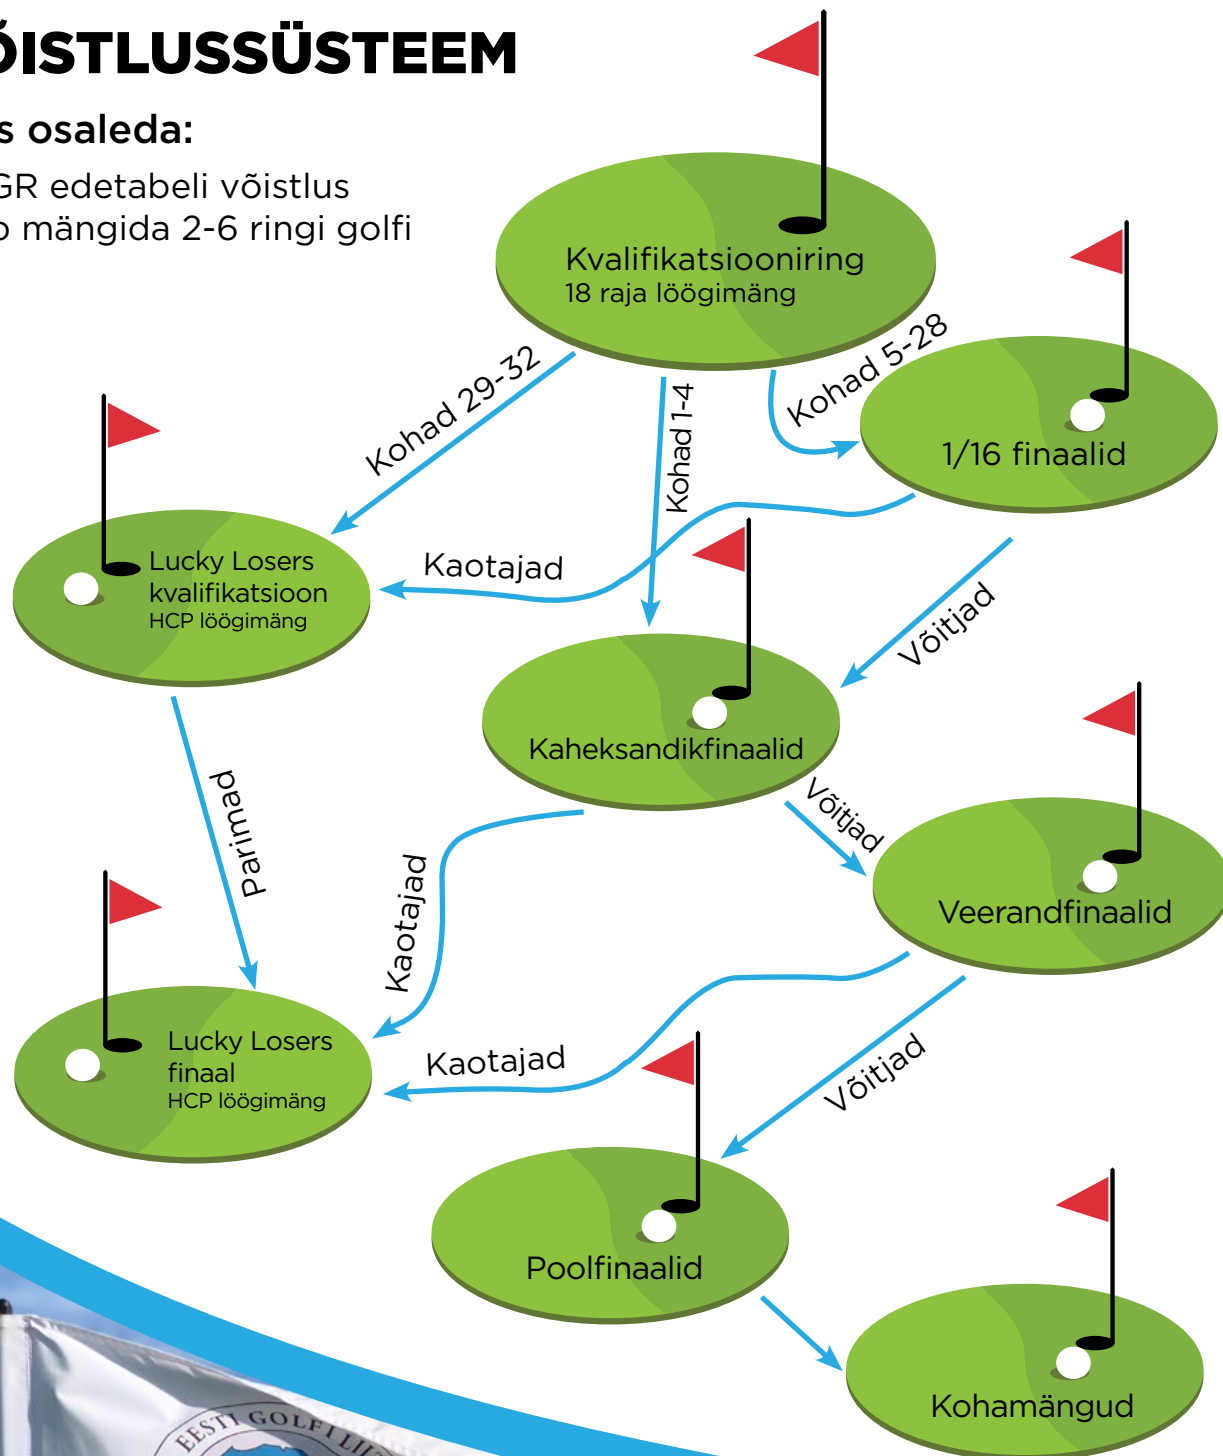 ÕISTLUSSÜSTEEM
s osaleda:
GR edetabeli võistlus
mängida 2-6 ringi golfi
Kvalifikatsiooniring
18 raja löögimäng
Kohad 29-32
Kohad 1-4
Kohad 5-28
1/16 finaalid
Lucky Losers
kvalifikatsioon
HCP löögimäng
Kaotajad
Võitjad
Kaheksandikfinaalid
Parimad
Kaotajad
Võitjad
Veerandfinaalid
Lucky Losers
finaal
HCP löögimäng
Kaotajad
Võitjad
Poolfinaalid
Kohamängud
EESTI GOLFI